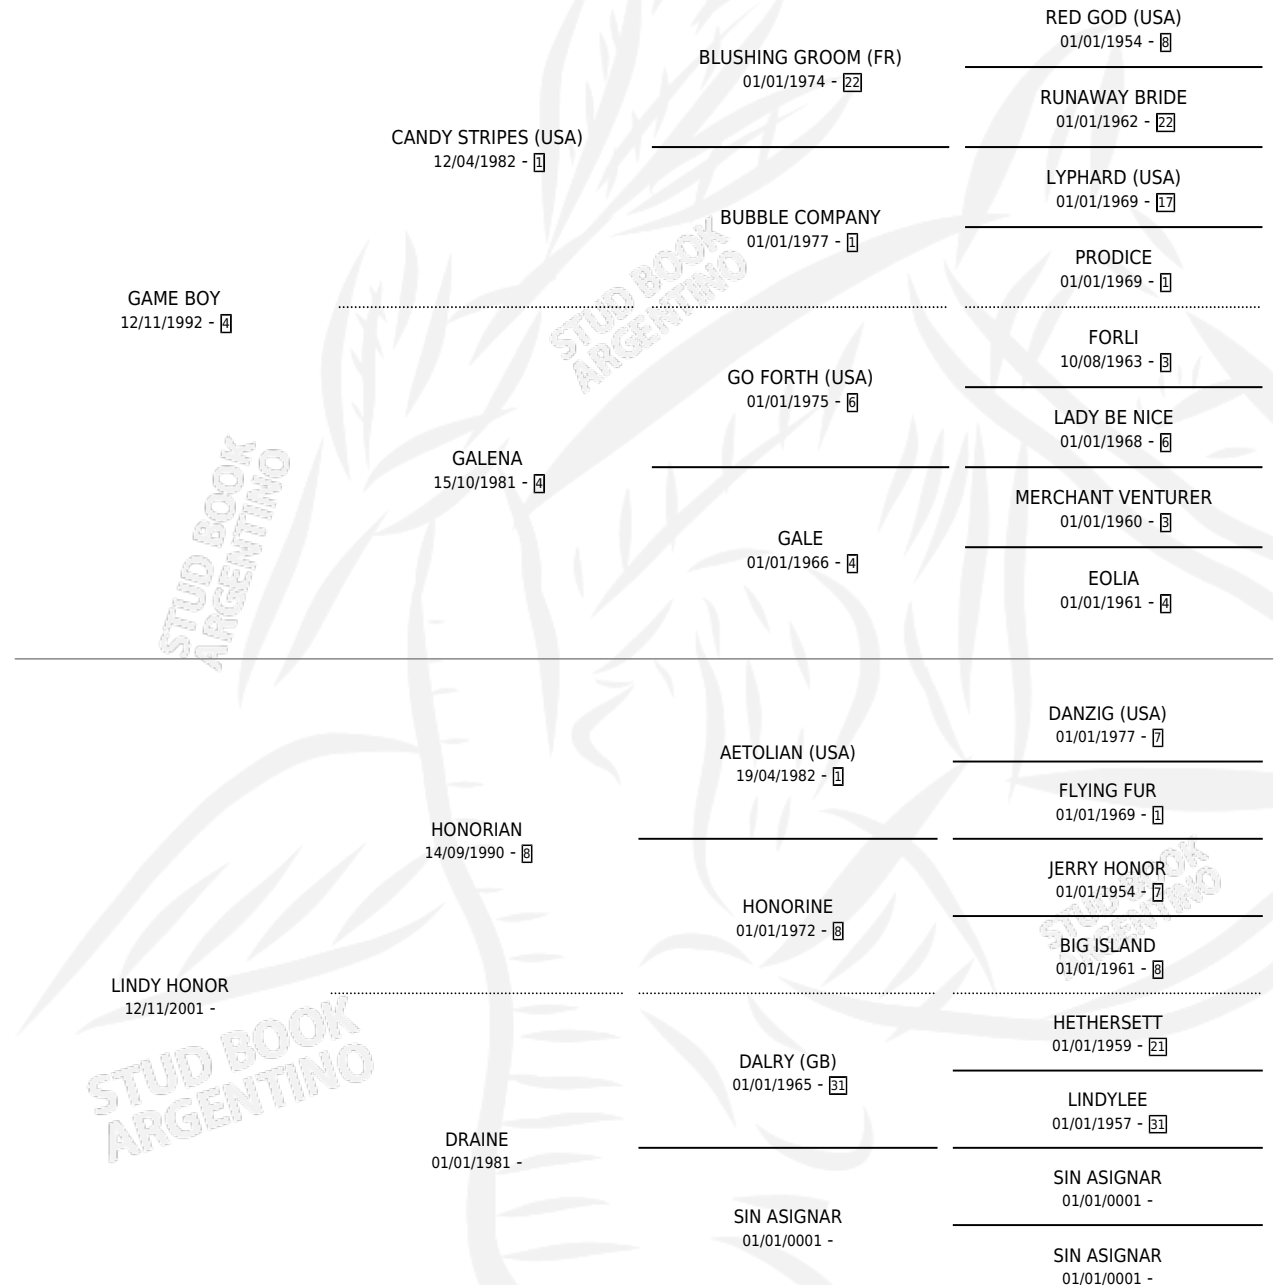 RED GOD (USA)
01/01/1954 - 8
BLUSHING GROOM (FR)
01/01/1974 - 22
RUNAWAY BRIDE
01/01/1962 - 22
CANDY STRIPES (USA)
12/04/1982 - 1
LYPHARD (USA)
01/01/1969 - 17
BUBBLE COMPANY
01/01/1977 - 1
PRODICE
01/01/1969 - 1
GAME BOY
12/11/1992 - 4
STUD BOOK
ARGENTINO
FORLI
10/08/1963 - 3
GO FORTH (USA)
01/01/1975 - 6
LADY BE NICE
01/01/1968 - 6
GALENA
15/10/1981 - 4
MERCHANT VENTURER
01/01/1960 - 3
GALE
01/01/1966 - 4
EOLIA
01/01/1961 - 4
STUD BOOK
ARGENTINO
DANZIG (USA)
01/01/1977 - 7
AETOLIAN (USA)
19/04/1982 - 1
FLYING FUR
01/01/1969 - 1
HONORIAN
14/09/1990 - 8
JERRY HONOR
01/01/1954 - 7
HONORINE
01/01/1972 - 8
BIG ISLAND
01/01/1961 - 8
STUD BOOK
ARGENTINO
LINDY HONOR
12/11/2001 -
HETHERSETT
01/01/1959 - 21
DALRY (GB)
01/01/1965 - 31
LINDYLEE
01/01/1957 - 31
STUD BOOK
ARGENTINO
DRAINE
01/01/1981 -
SIN ASIGNAR
01/01/0001 -
SIN ASIGNAR
01/01/0001 -
SIN ASIGNAR
01/01/0001 -